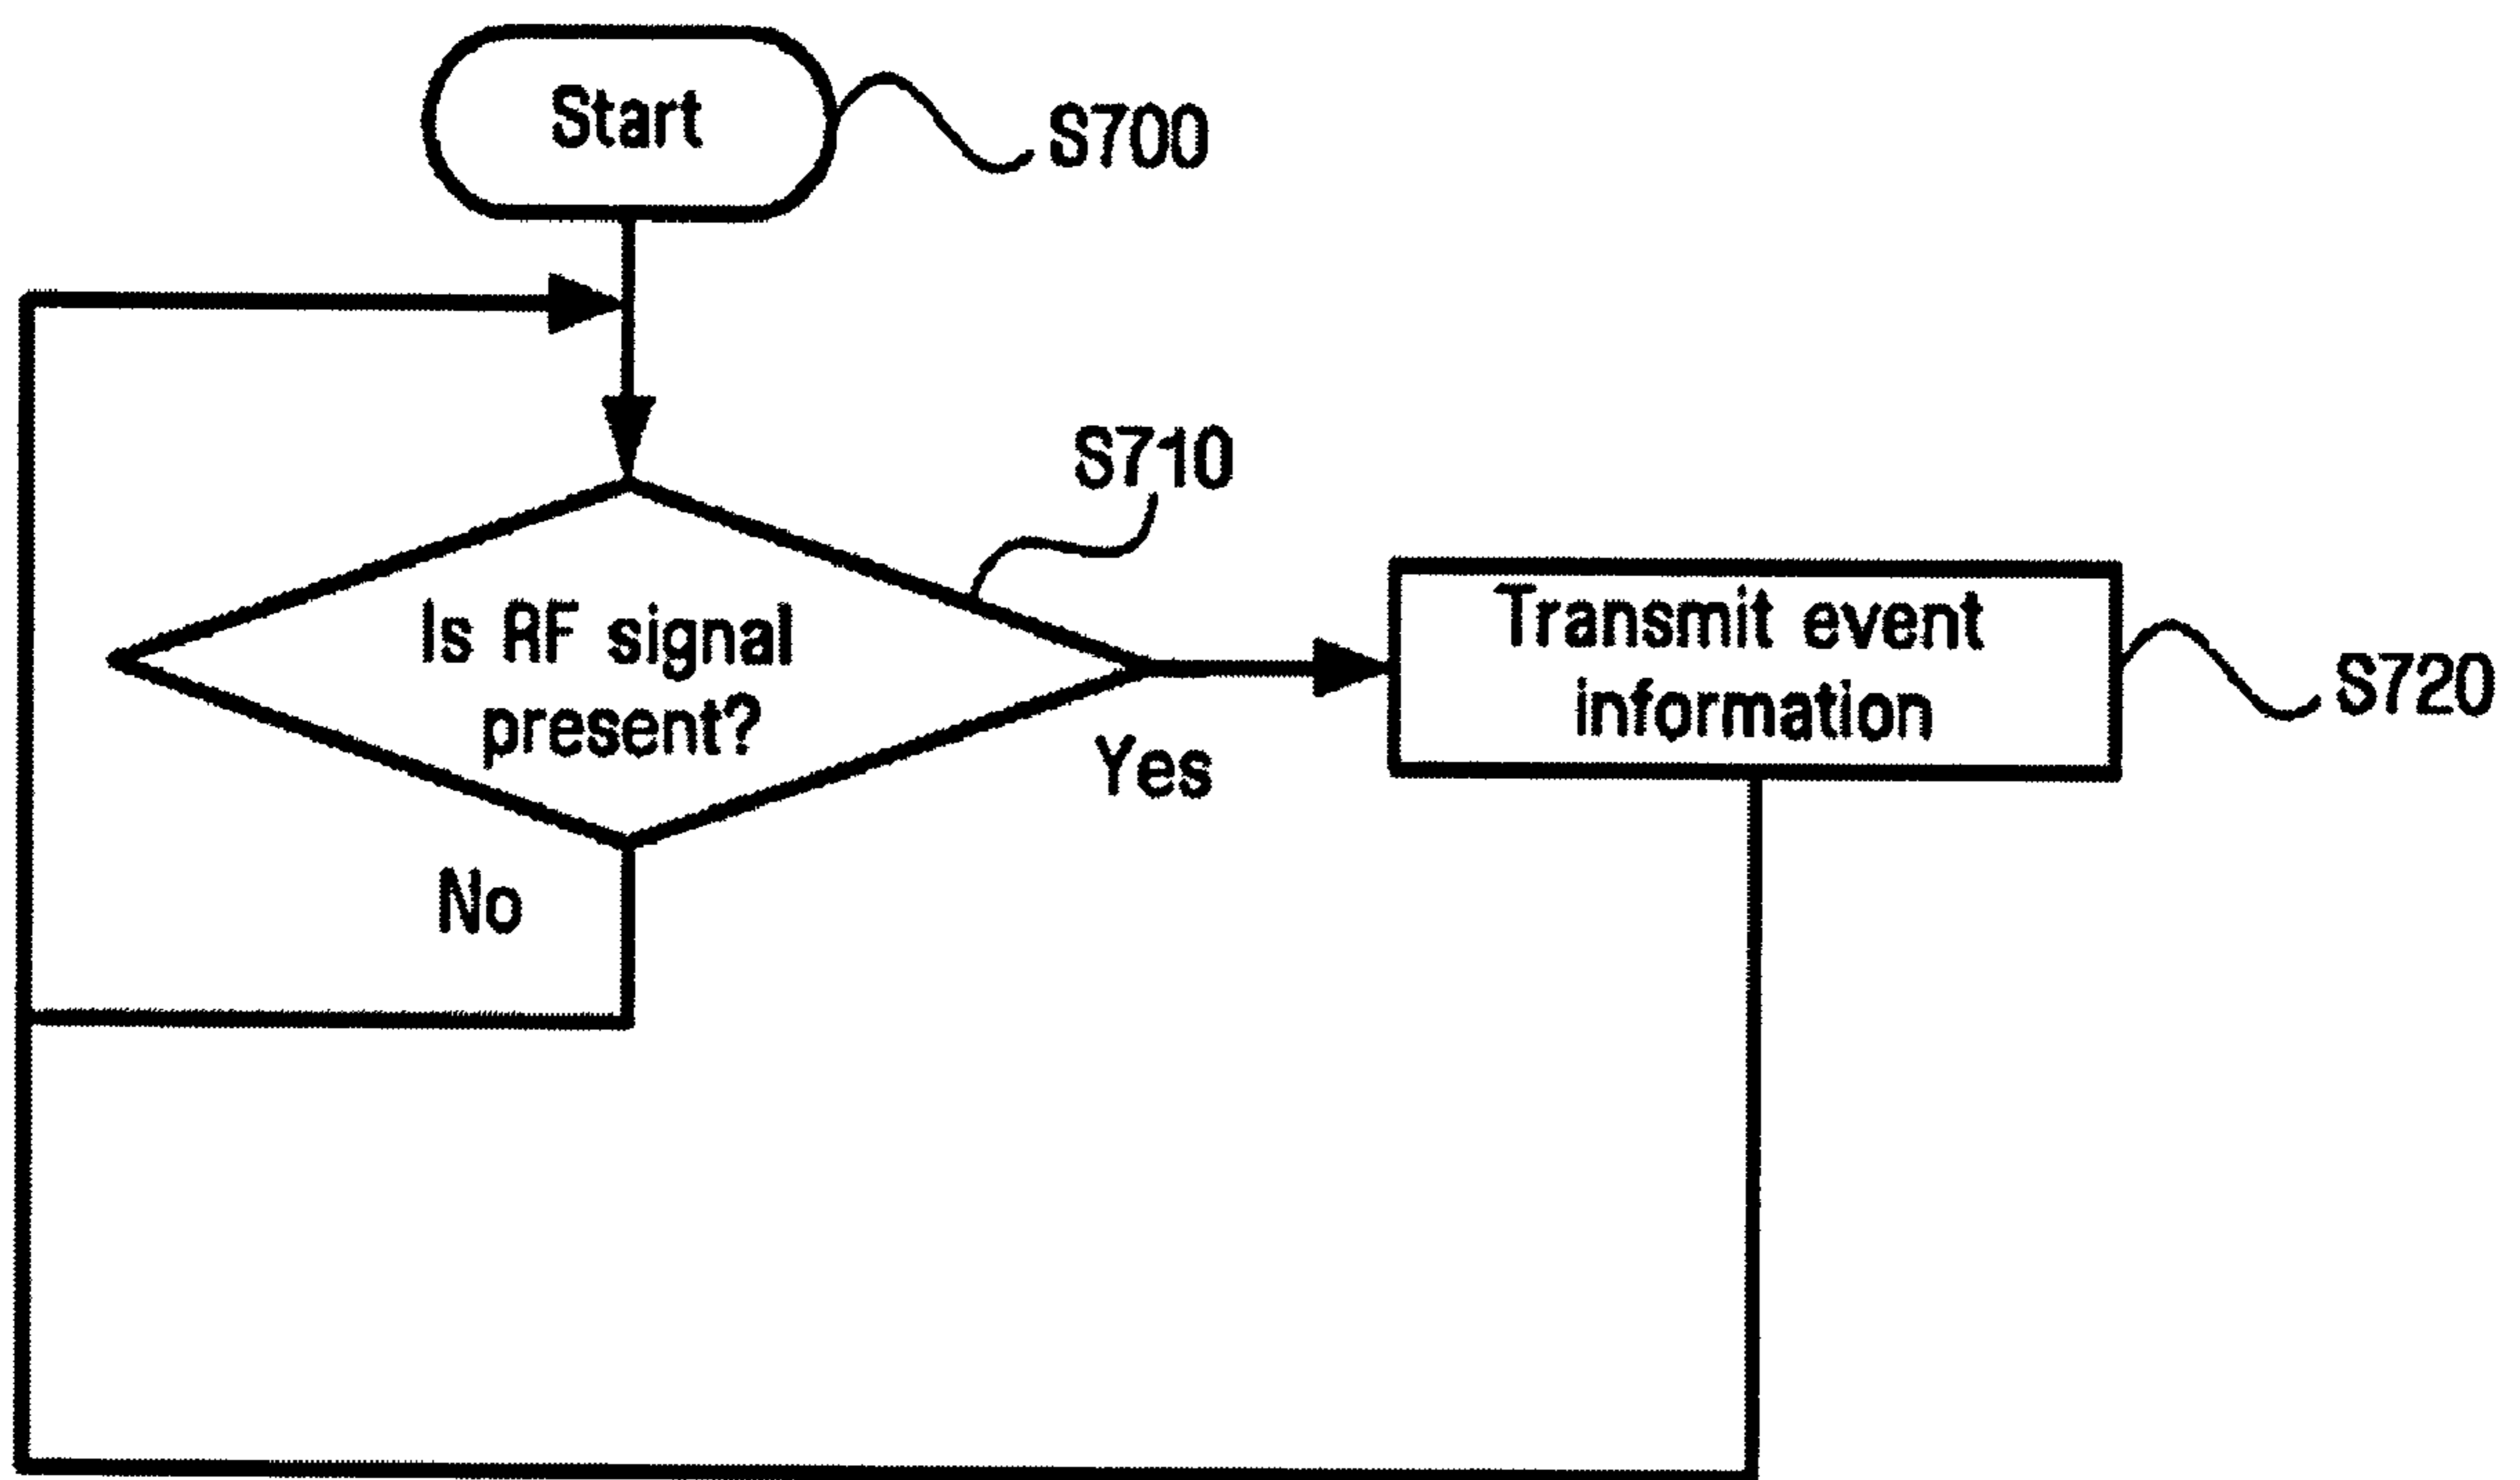 Start
S700
S710
Is RF signal
present?
Transmit event
information
S720
Yes
No